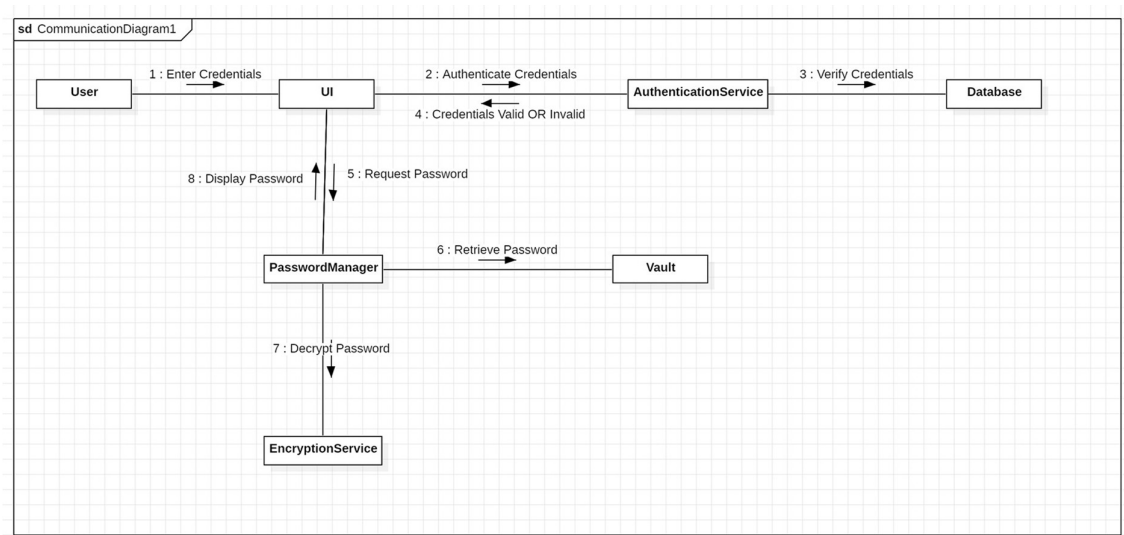 sd CommunicationDiagram1
1 : Enter Credentials
2 : Authenticate Credentials
3 : Verify Credentials
User
UI
AuthenticationService
Database
4 : Credentials Valid OR Invalid
8 : Display Password
5 : Request Password
6 : Retrieve Password
PasswordManager
Vault
7 : Decrypt Password
EncryptionService